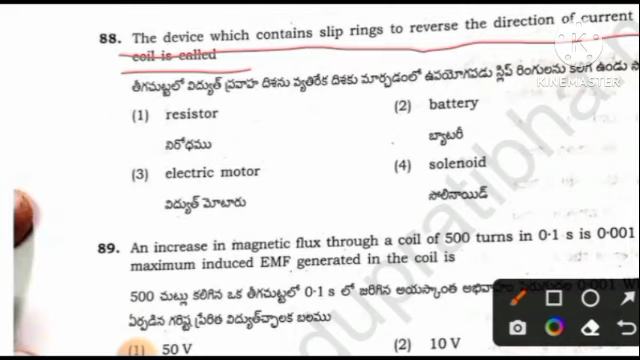 88. The device which contains slip rings to reverse the direction of current
coil is called
తీగచుట్టలో విద్యుత్ ప్రవాహ దిశను వ్యతిరేక దిశకు మార్చడంలో ఉపయోగపడు స్లిప్ రింగులను కలిగి ఉండు
(1) resistor
నిరోధము
(2) battery
బ్యాటరీ
(3) electric motor
విద్యుత్ మోటారు
(4) solenoid
సోలినాయిడ్
89. An increase in magnetic flux through a coil of 500 turns in 0·1 s is 0·001
maximum induced EMF generated in the coil is
500 చుట్లు కలిగిన ఒక తీగచుట్టలో 0·1 s లో జరిగిన అయస్కాంత అభివాహం పెరుగుదల 0·001
ఏర్పడిన గరిష్ట ప్రేరిత విద్యుచ్ఛాలక బలము
(1) 50 V
(2) 10 V
KINEMASTER